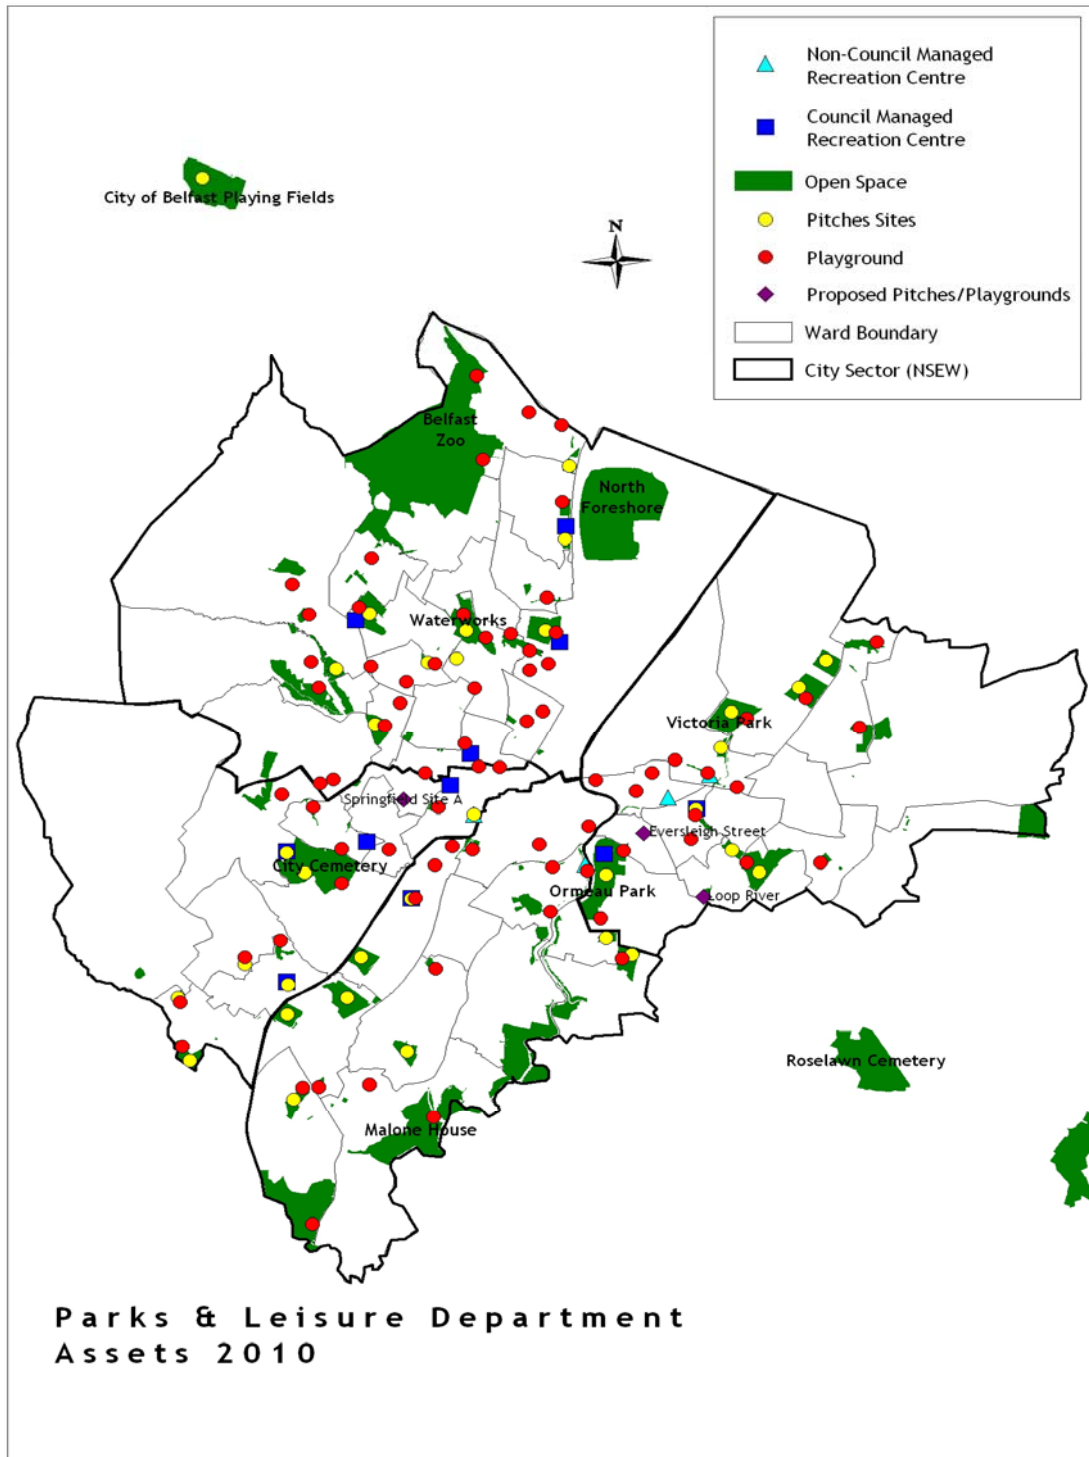 Non-Council Managed
Recreation Centre
Council Managed
Recreation Centre
Open Space
Pitches Sites
Playground
Proposed Pitches/Playgrounds
Ward Boundary
City Sector (NSEW)
City of Belfast Playing Fields
N
Belfast
Zoo
North
Foreshore
Waterworks
Victoria Park
Springfield Site A
Eversleigh Street
City Cemetery
Ormeau Park
Loop River
Roselawn Cemetery
Malone House
Parks & Leisure Department
Assets 2010